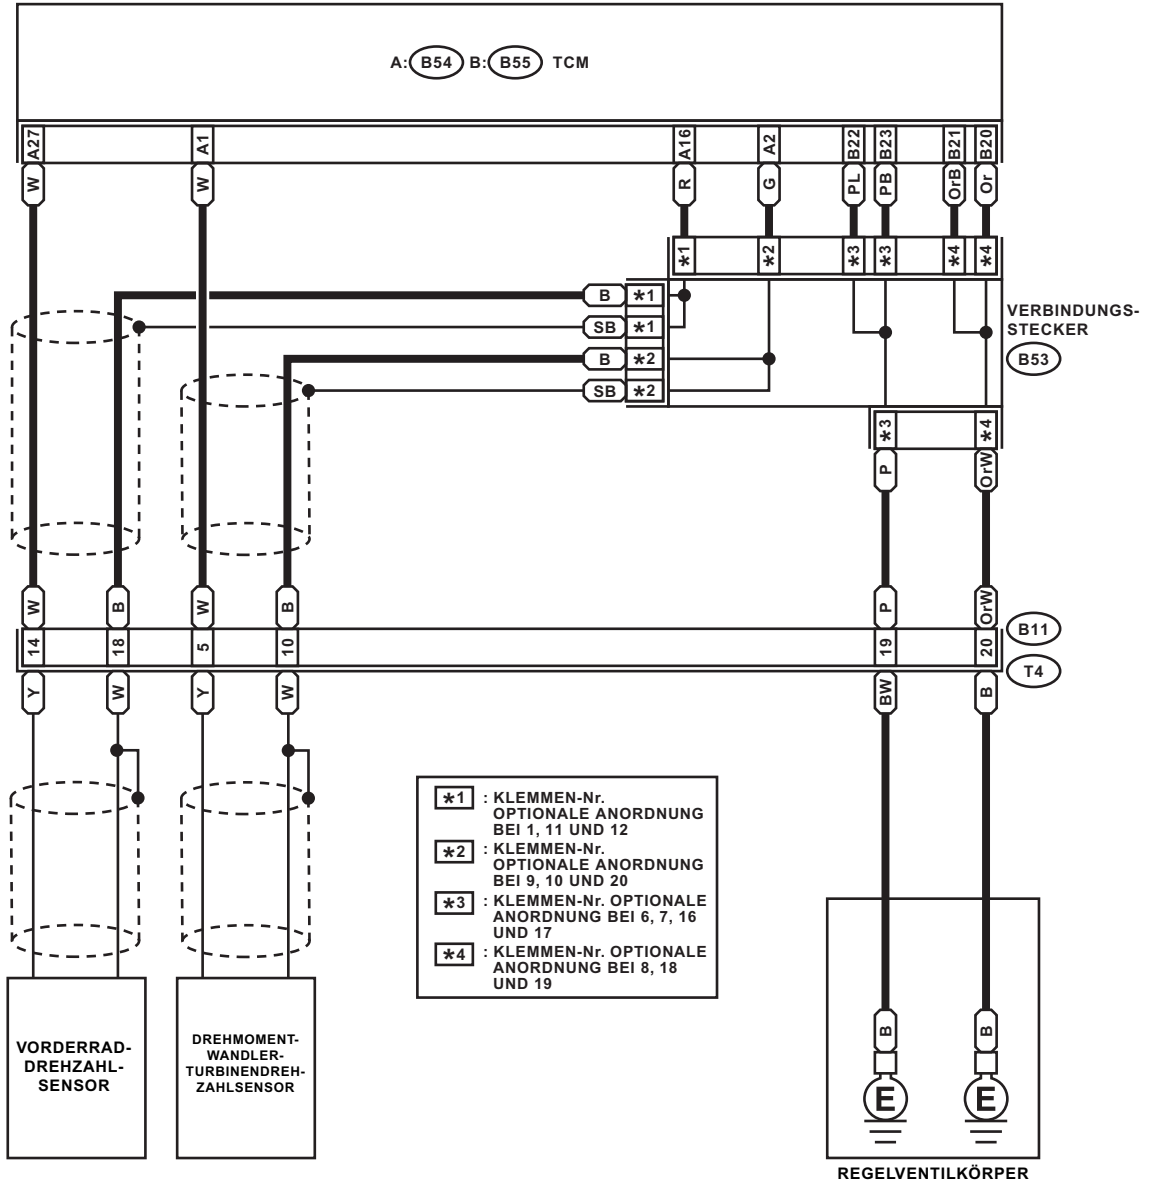 A: B54 B: B55 TCM
A27 A1 A16 A2 B22 B23 B21 B20
W W R G PL PB OrB Or
*1 *2 *3 *3 *4 *4
B *1
SB *1
B *2
SB *2
VERBINDUNGS-
STECKER
B53
*3 *4
P OrW
W B W B P OrW
B11
14 18 5 10 19 20
T4
Y W Y W BW B
*1 : KLEMMEN-Nr.
OPTIONALE ANORDNUNG
BEI 1, 11 UND 12
*2 : KLEMMEN-Nr.
OPTIONALE ANORDNUNG
BEI 9, 10 UND 20
*3 : KLEMMEN-Nr. OPTIONALE
ANORDNUNG BEI 6, 7, 16
UND 17
*4 : KLEMMEN-Nr. OPTIONALE
ANORDNUNG BEI 8, 18
UND 19
VORDERRAD-
DREHZAHL-
SENSOR
DREHMOMENT-
WANDLER-
TURBINENDREH-
ZAHLSENSOR
B B
E E
REGELVENTILKÖRPER